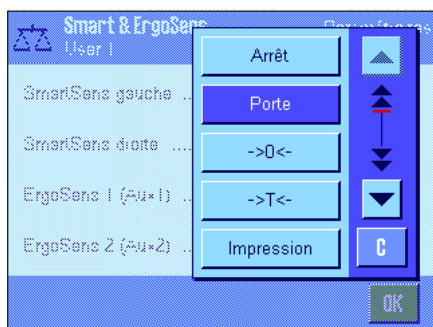 Smart & ErgoSens
User 1
SmartSens gauche ..
SmartSens droite ....
ErgoSens 1 (Aux1) ..
ErgoSens 2 (Aux2) ...
Arrêt
Porte
->0<-
->T<-
Impression
C
OK